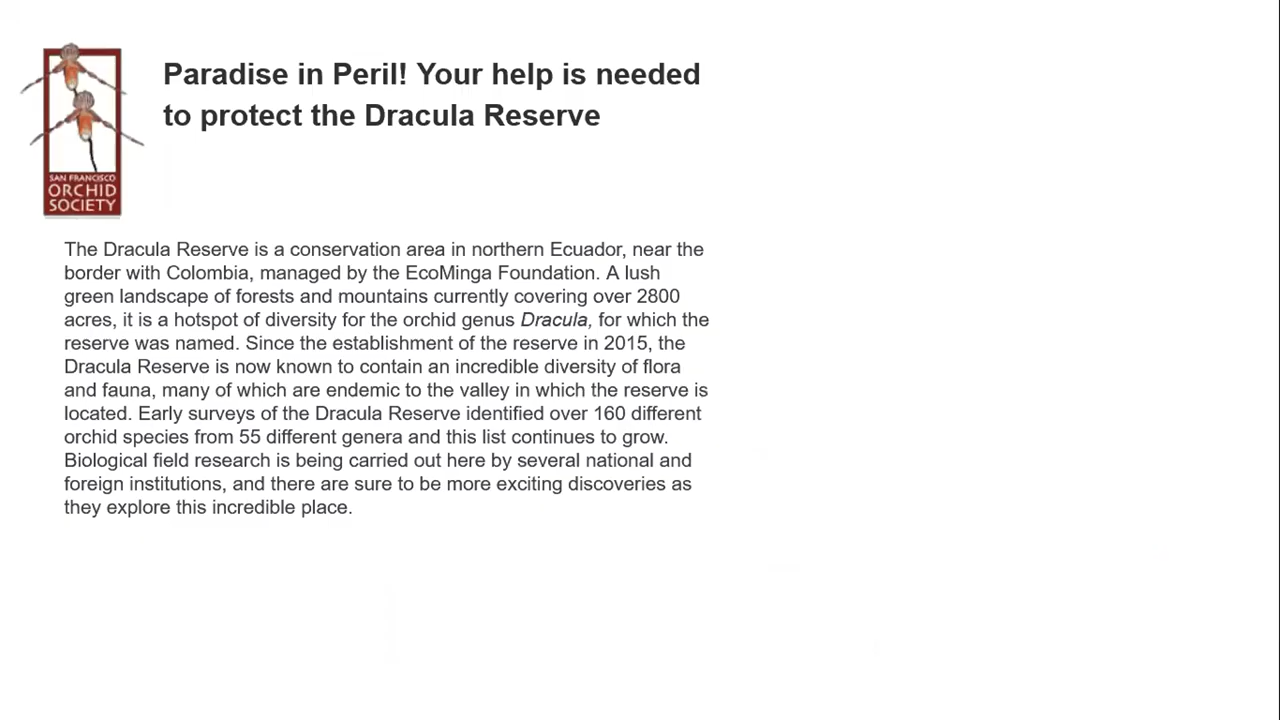 Paradise in Peril! Your help is needed
to protect the Dracula Reserve
SAN FRANCISCO
ORCHID
SOCIETY
The Dracula Reserve is a conservation area in northern Ecuador, near the
border with Colombia, managed by the EcoMinga Foundation. A lush
green landscape of forests and mountains currently covering over 2800
acres, it is a hotspot of diversity for the orchid genus Dracula, for which the
reserve was named. Since the establishment of the reserve in 2015, the
Dracula Reserve is now known to contain an incredible diversity of flora
and fauna, many of which are endemic to the valley in which the reserve is
located. Early surveys of the Dracula Reserve identified over 160 different
orchid species from 55 different genera and this list continues to grow.
Biological field research is being carried out here by several national and
foreign institutions, and there are sure to be more exciting discoveries as
they explore this incredible place.